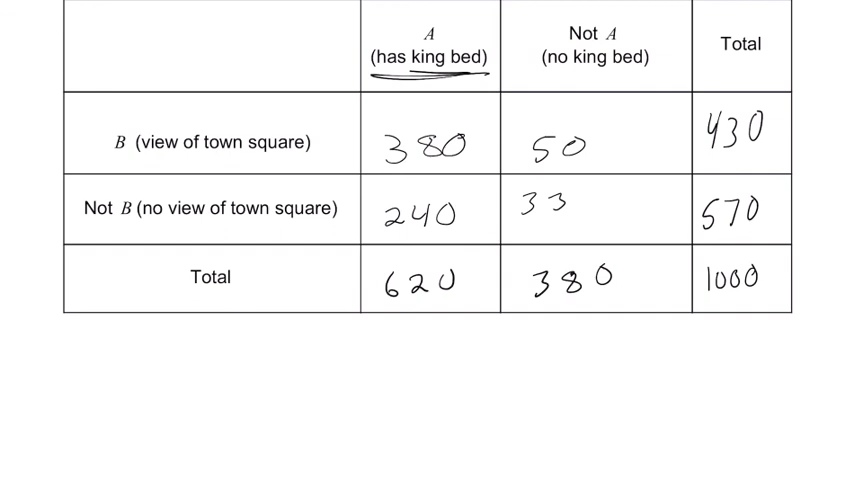 A Not A
(has king bed) (no king bed) Total
B (view of town square) 380 50 430
Not B (no view of town square) 240 33 570
Total 620 380 1000